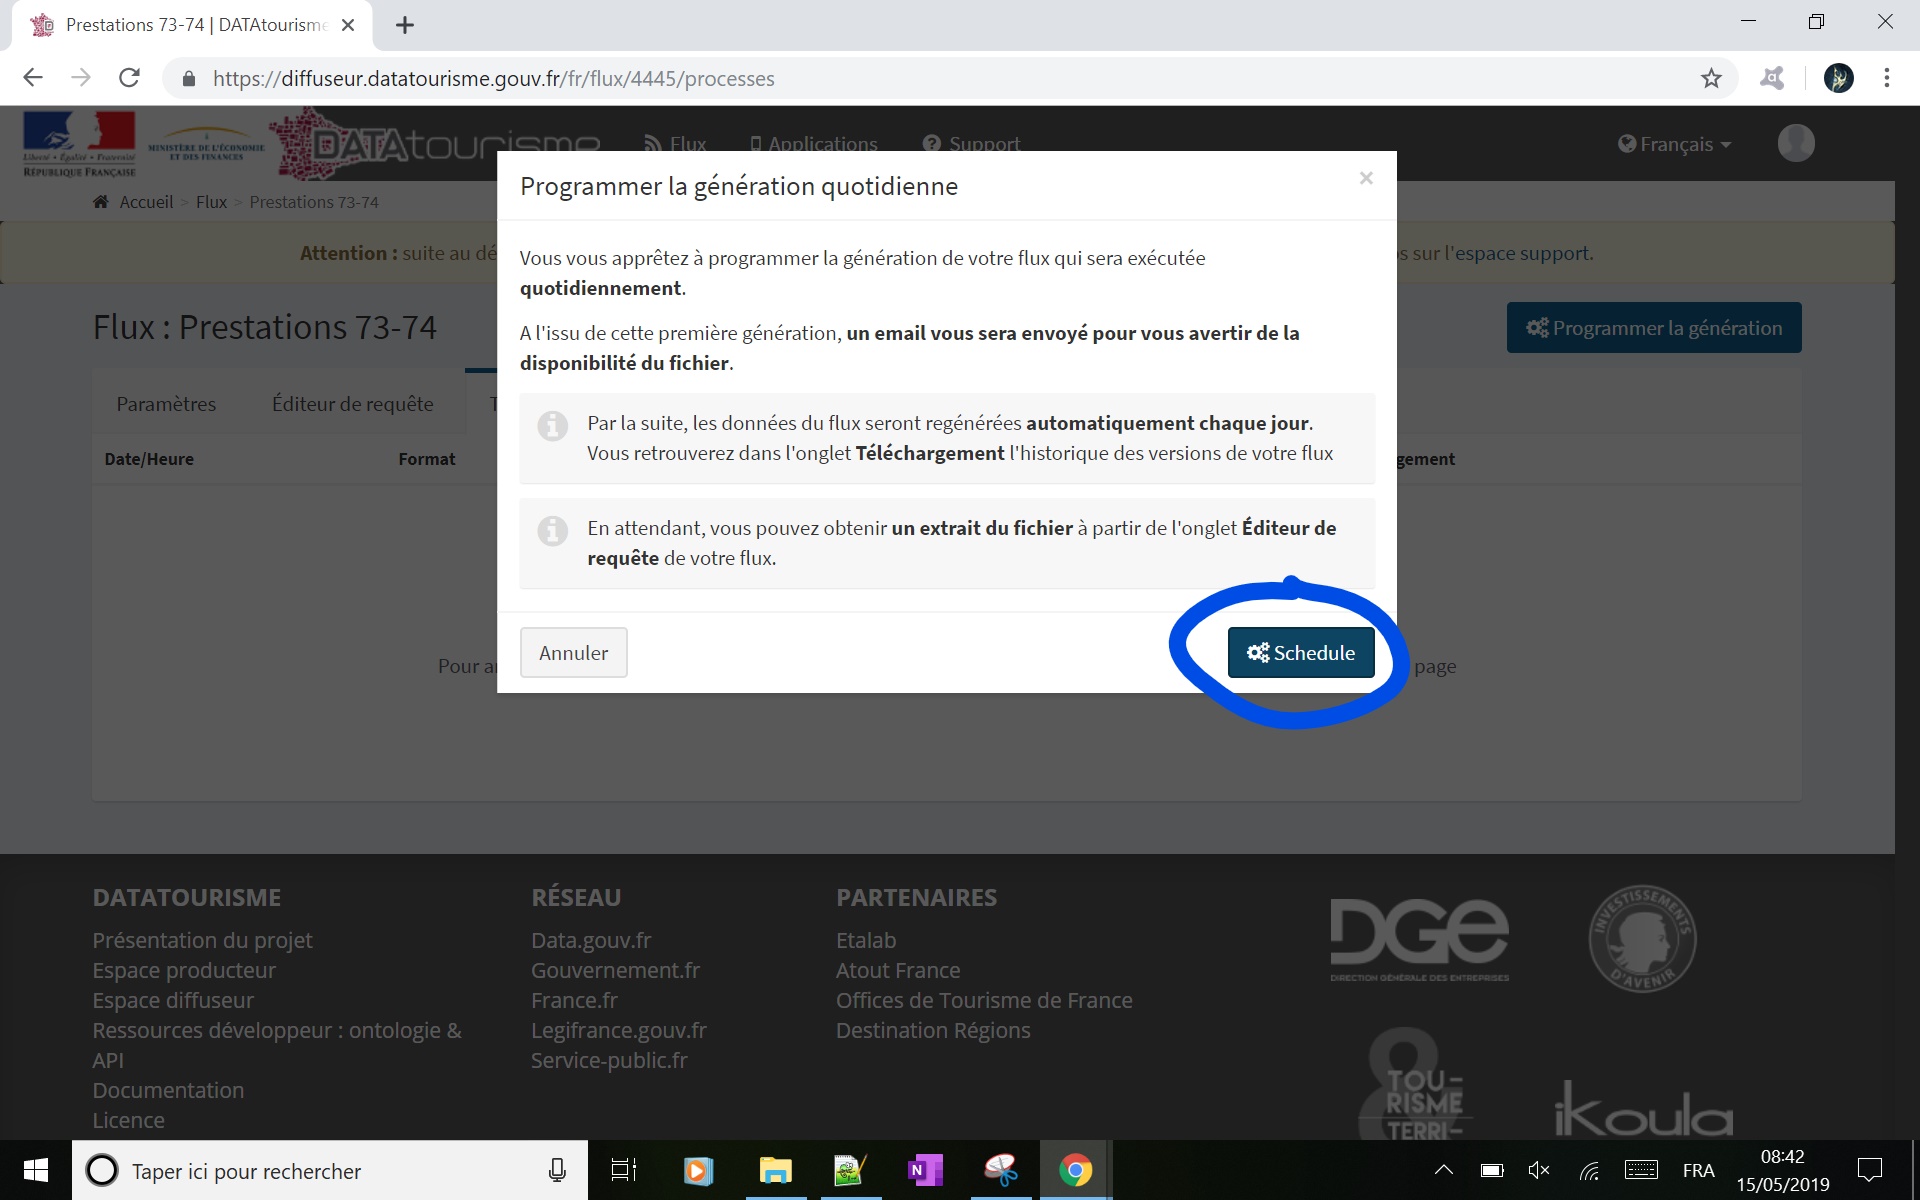 Prestations 73-74 | DATAtourisme
https://diffuseur.datatourisme.gouv.fr/fr/flux/4445/processes
Liberté • Égalité • Fraternité
RÉPUBLIQUE FRANÇAISE
MINISTÈRE DE L'ÉCONOMIE
ET DES FINANCES
DATAtourisme
Flux
Applications
Support
Français
Accueil > Flux > Prestations 73-74
Attention : suite au dé
s sur l'espace support.
Flux : Prestations 73-74
Programmer la génération
Paramètres
Éditeur de requête
T
Date/Heure
Format
gement
Pour a
page
Programmer la génération quotidienne
×
Vous vous apprêtez à programmer la génération de votre flux qui sera exécutée
quotidiennement.
A l'issu de cette première génération, un email vous sera envoyé pour vous avertir de la
disponibilité du fichier.
Par la suite, les données du flux seront regénérées automatiquement chaque jour.
Vous retrouverez dans l'onglet Téléchargement l'historique des versions de votre flux
En attendant, vous pouvez obtenir un extrait du fichier à partir de l'onglet Éditeur de
requête de votre flux.
Annuler
Schedule
DATATOURISME
Présentation du projet
Espace producteur
Espace diffuseur
Ressources développeur : ontologie &
API
Documentation
Licence
RÉSEAU
Data.gouv.fr
Gouvernement.fr
France.fr
Legifrance.gouv.fr
Service-public.fr
PARTENAIRES
Etalab
Atout France
Offices de Tourisme de France
Destination Régions
DGE
DIRECTION GÉNÉRALE DES ENTREPRISES
INVESTISSEMENTS
D'AVENIR
TOU-
RISME
TERRI-
iKoula
Taper ici pour rechercher
FRA
08:42
15/05/2019